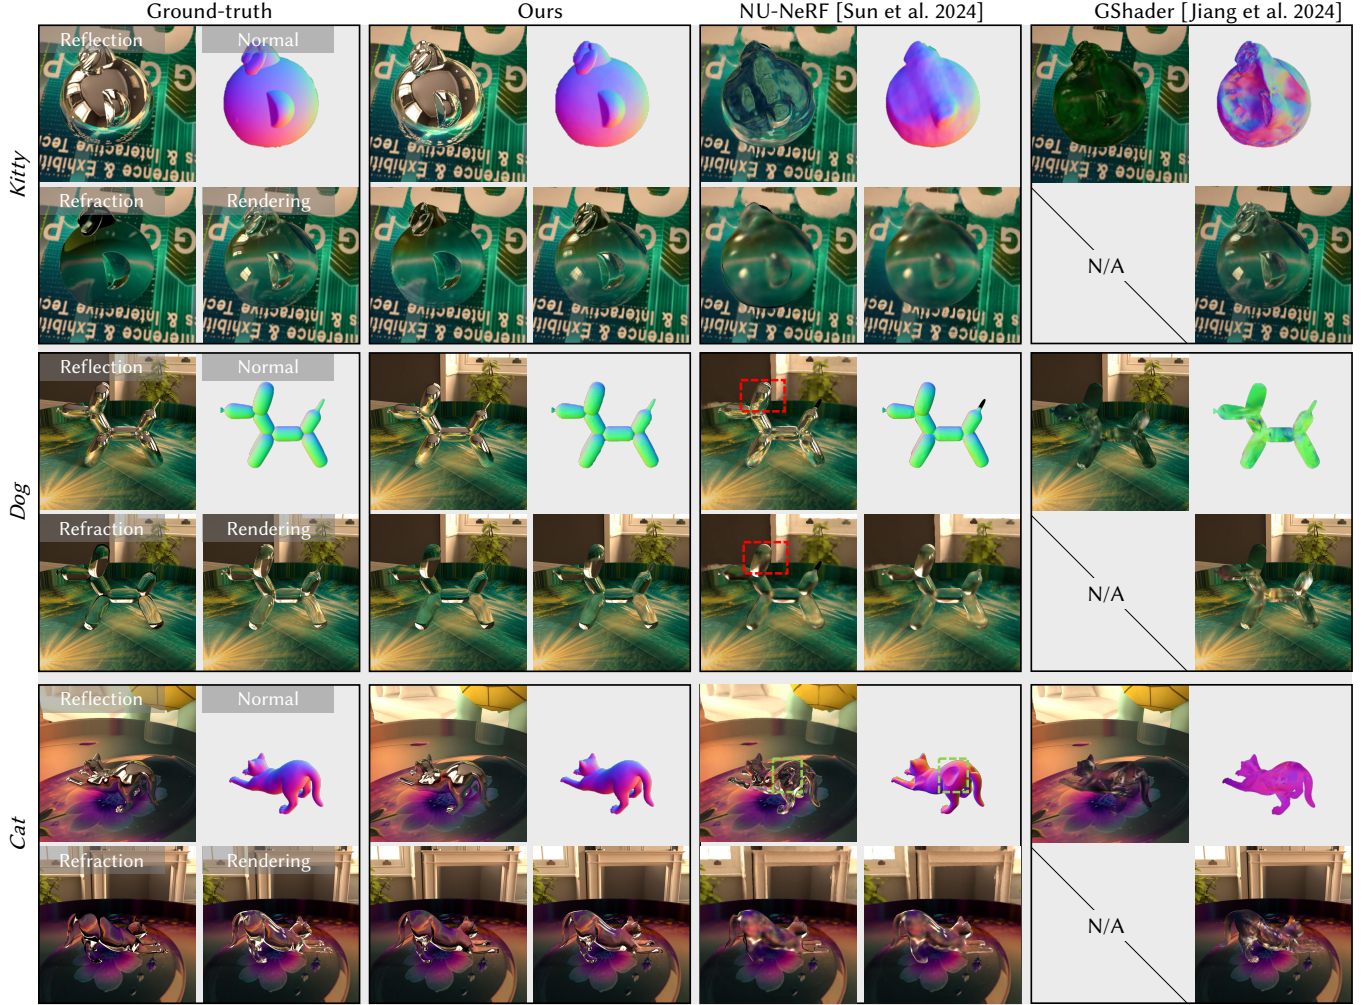 Ground-truth
Ours
NU-NeRF [Sun et al. 2024]
GShader [Jiang et al. 2024]
Kitty
Reflection
Normal
Refraction
Rendering
N/A
Dog
Reflection
Normal
Refraction
Rendering
N/A
Cat
Reflection
Normal
Refraction
Rendering
N/A